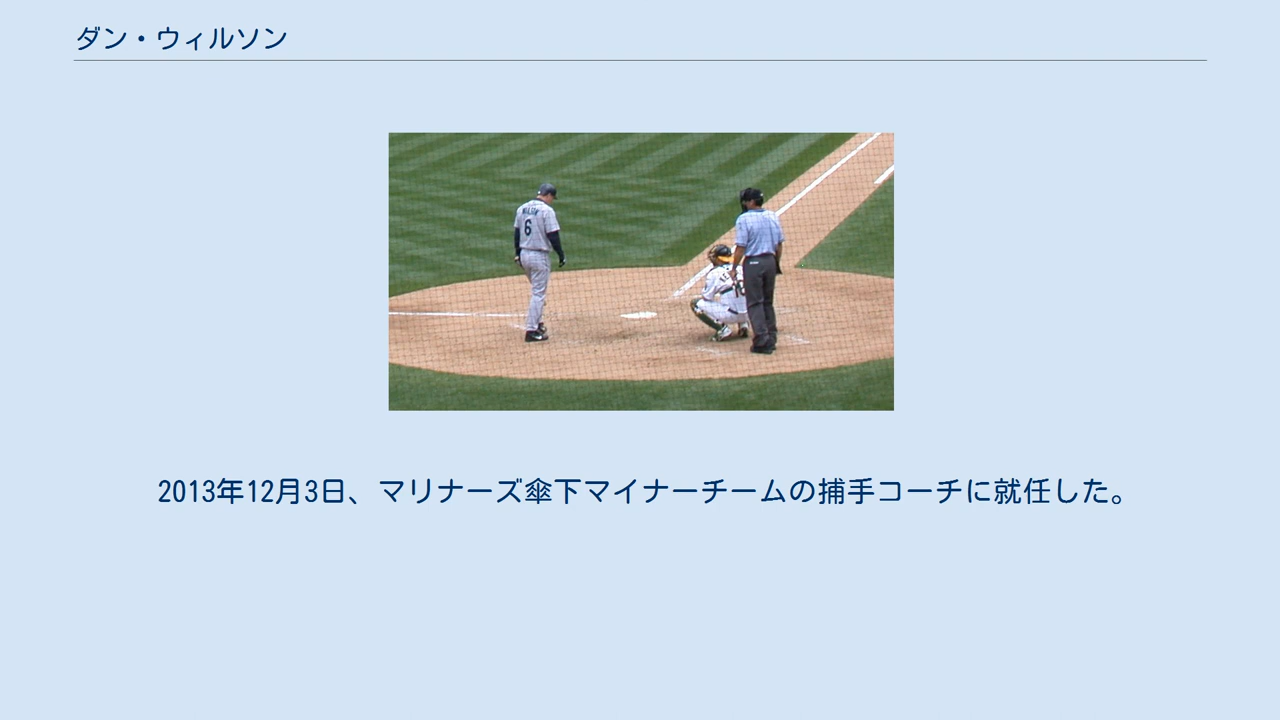 ダン・ウィルソン
6
2013年12月3日、マリナーズ傘下マイナーチームの捕手コーチに就任した。